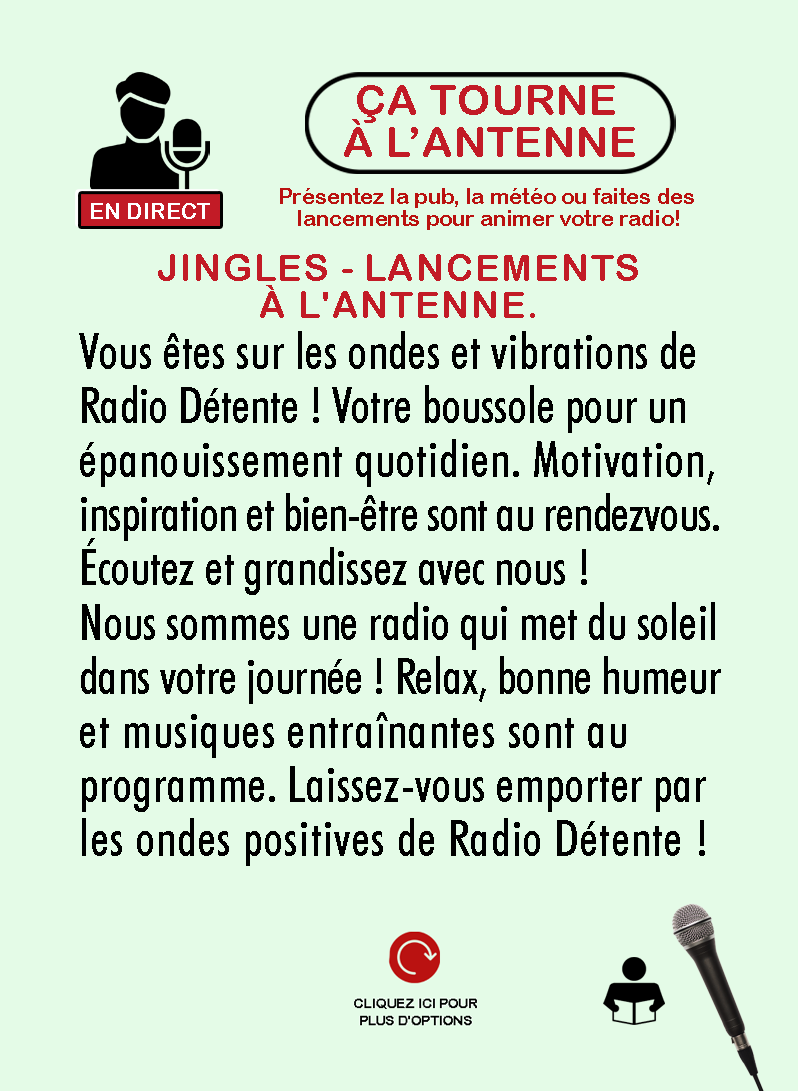 ÇA TOURNE
À L’ANTENNE
EN DIRECT
Présentez la pub, la météo ou faites des
lancements pour animer votre radio!
JINGLES - LANCEMENTS
À L'ANTENNE.
Vous êtes sur les ondes et vibrations de
Radio Détente ! Votre boussole pour un
épanouissement quotidien. Motivation,
inspiration et bien-être sont au rendezvous.
Écoutez et grandissez avec nous !
Nous sommes une radio qui met du soleil
dans votre journée ! Relax, bonne humeur
et musiques entraînantes sont au
programme. Laissez-vous emporter par
les ondes positives de Radio Détente !
CLIQUEZ ICI POUR
PLUS D'OPTIONS